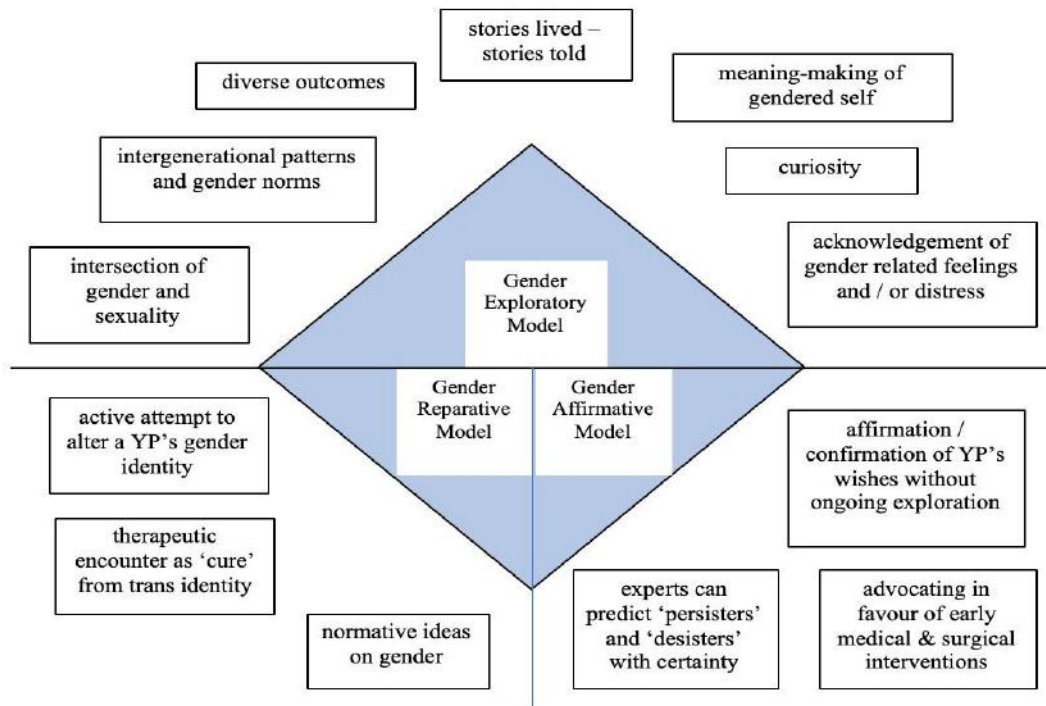 stories lived –
stories told
diverse outcomes
meaning-making of
gendered self
intergenerational patterns
and gender norms
curiosity
intersection of
gender and
sexuality
acknowledgement of
gender related feelings
and / or distress
Gender
Exploratory
Model
Gender
Reparative
Model
Gender
Affirmative
Model
active attempt to
alter a YP’s gender
identity
affirmation /
confirmation of YP’s
wishes without
ongoing exploration
therapeutic
encounter as ‘cure’
from trans identity
normative ideas
on gender
experts can
predict ‘persisters’
and ‘desisters’
with certainty
advocating in
favour of early
medical & surgical
interventions